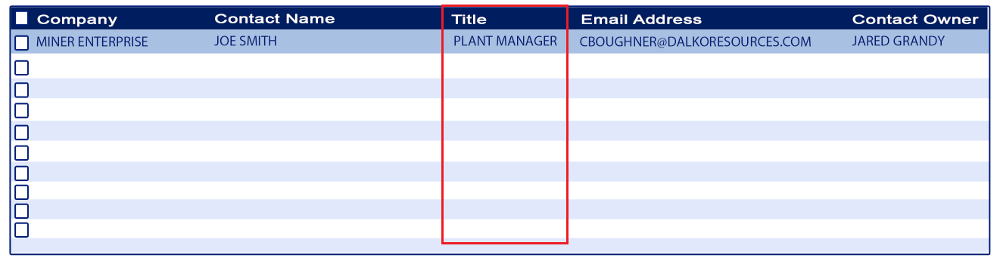 Company Contact Name Title Email Address Contact Owner
MINER ENTERPRISE JOE SMITH PLANT MANAGER CBOUGHNER@DALKORESOURCES.COM JARED GRANDY